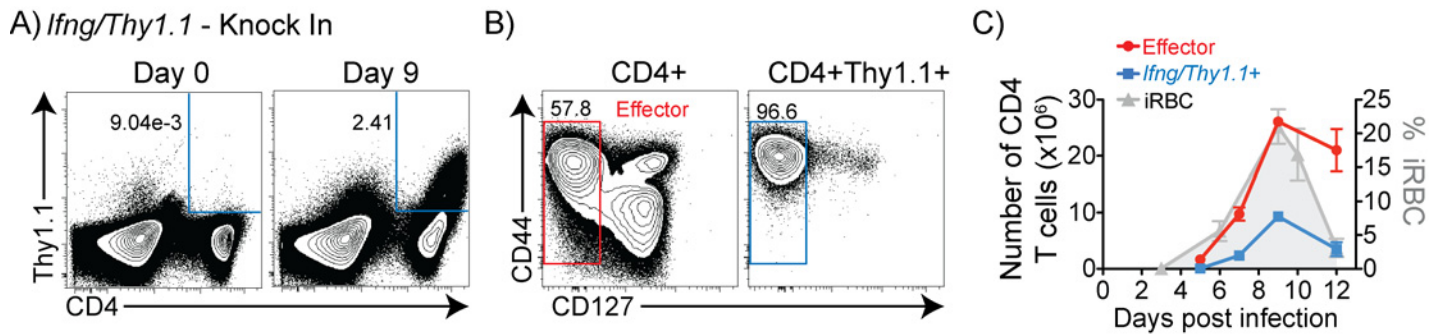 A) Ifng/Thy1.1 - Knock In
Day 0
Day 9
9.04e-3
2.41
Thy1.1
CD4
B)
CD4+
CD4+Thy1.1+
57.8
Effector
96.6
CD44
CD127
C)
Effector
Ifng/Thy1.1+
iRBC
Number of CD4
T cells (x10⁶)
30
20
10
0
25
20
15
10
5
0
% iRBC
0 2 4 6 8 10 12
Days post infection